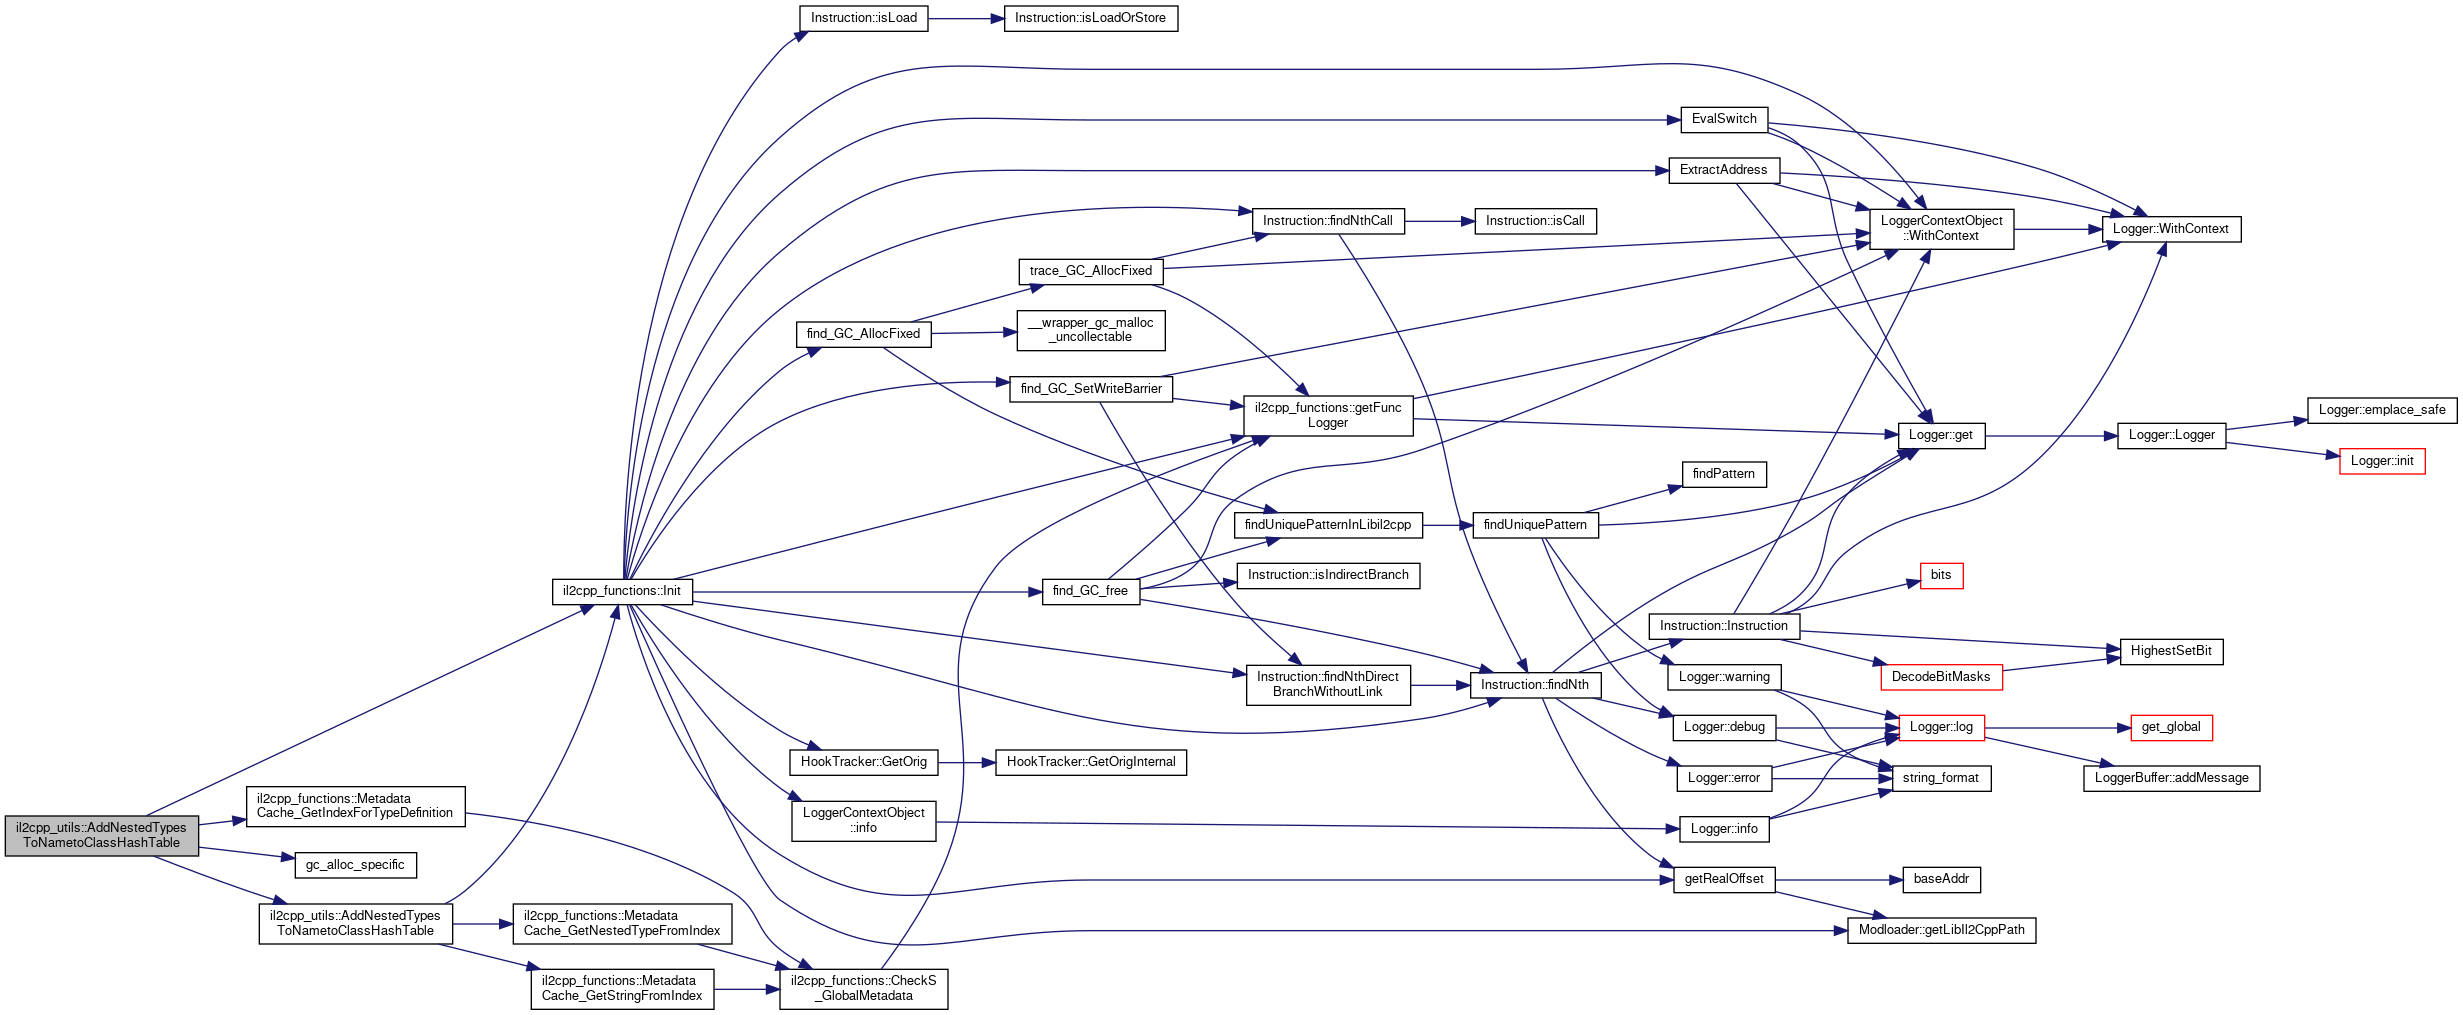 Instruction::isLoad
Instruction::isLoadOrStore
EvalSwitch
ExtractAddress
Instruction::findNthCall
Instruction::isCall
LoggerContextObject
::WithContext
Logger::WithContext
trace_GC_AllocFixed
find_GC_AllocFixed
__wrapper_gc_malloc
_uncollectable
find_GC_SetWriteBarrier
il2cpp_functions::getFunc
Logger
Logger::get
Logger::Logger
Logger::emplace_safe
Logger::init
findPattern
findUniquePatternInLibil2cpp
findUniquePattern
il2cpp_functions::Init
find_GC_free
Instruction::isIndirectBranch
bits
Instruction::Instruction
HighestSetBit
Instruction::findNthDirect
BranchWithoutLink
Instruction::findNth
Logger::warning
DecodeBitMasks
Logger::debug
Logger::log
get_global
HookTracker::GetOrig
HookTracker::GetOrigInternal
Logger::error
string_format
LoggerBuffer::addMessage
il2cpp_functions::Metadata
Cache_GetIndexForTypeDefinition
LoggerContextObject
::info
Logger::info
il2cpp_utils::AddNestedTypes
ToNametoClassHashTable
gc_alloc_specific
getRealOffset
baseAddr
il2cpp_utils::AddNestedTypes
ToNametoClassHashTable
il2cpp_functions::Metadata
Cache_GetNestedTypeFromIndex
Modloader::getLibIl2CppPath
il2cpp_functions::Metadata
Cache_GetStringFromIndex
il2cpp_functions::CheckS
_GlobalMetadata